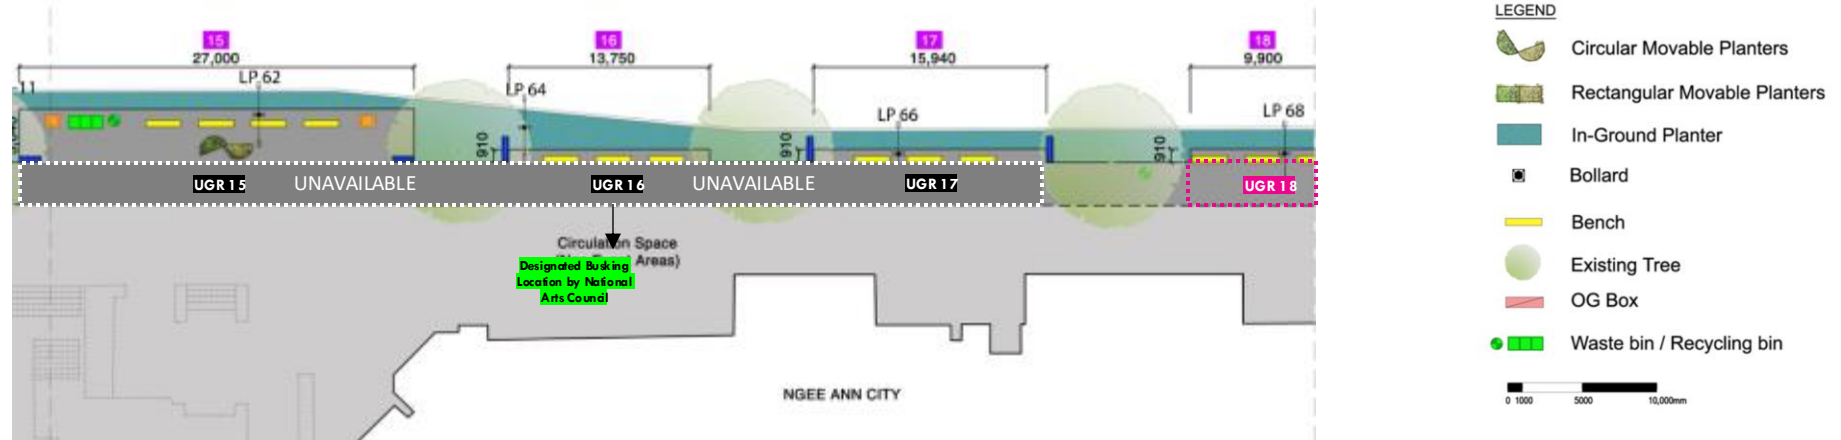 15
16
17
18
27,000
13,750
15,940
9,900
11
LP 62
LP 64
LP 66
LP 68
910
910
910
UGR 15
UNAVAILABLE
UGR 16
UNAVAILABLE
UGR 17
UGR 18
Circulation Space
Areas)
Designated Busking
Location by National
Arts Council
NGEE ANN CITY
LEGEND
Circular Movable Planters
Rectangular Movable Planters
In-Ground Planter
Bollard
Bench
Existing Tree
OG Box
Waste bin / Recycling bin
0 1000 5000 10,000mm